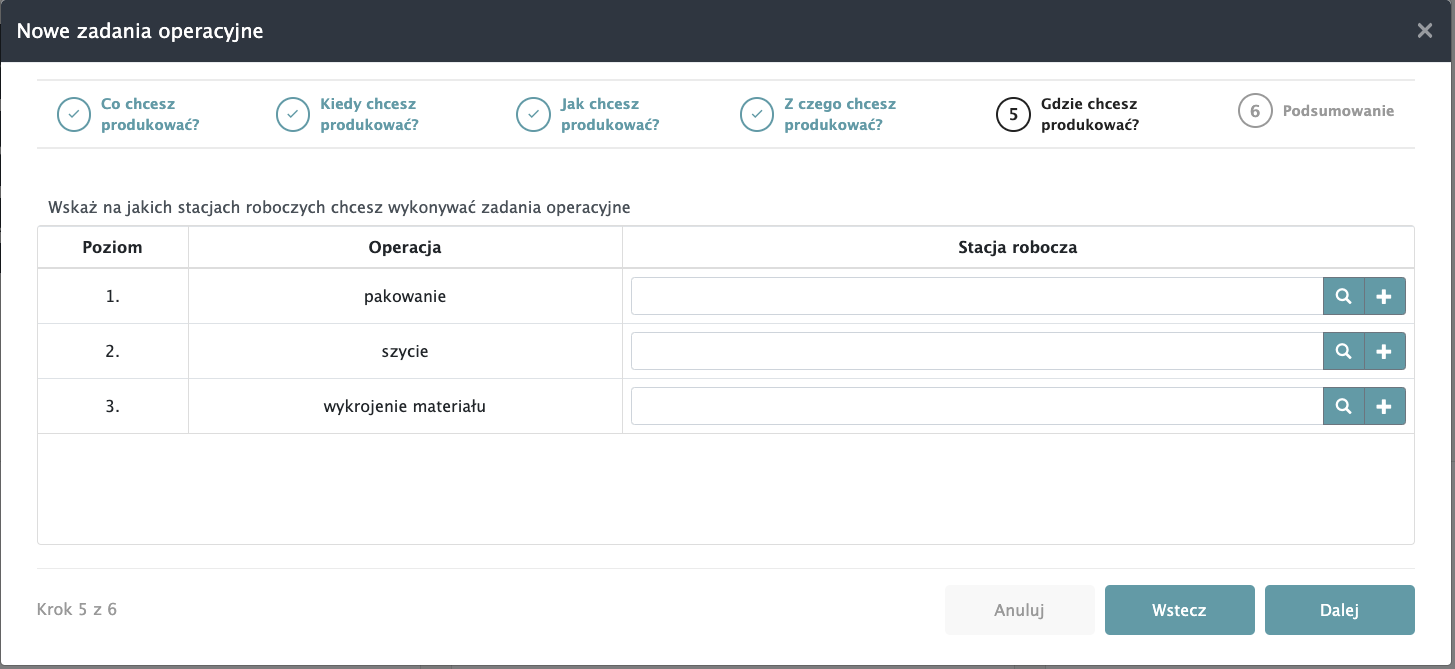 Nowe zadania operacyjne
Co chcesz
produkować?
Kiedy chcesz
produkować?
Jak chcesz
produkować?
Z czego chcesz
produkować?
5
Gdzie chcesz
produkować?
6
Podsumowanie
Wskaż na jakich stacjach roboczych chcesz wykonywać zadania operacyjne
Poziom Operacja Stacja robocza
1. pakowanie
2. szycie
3. wykrojenie materiału
Krok 5 z 6
Anuluj Wstecz Dalej